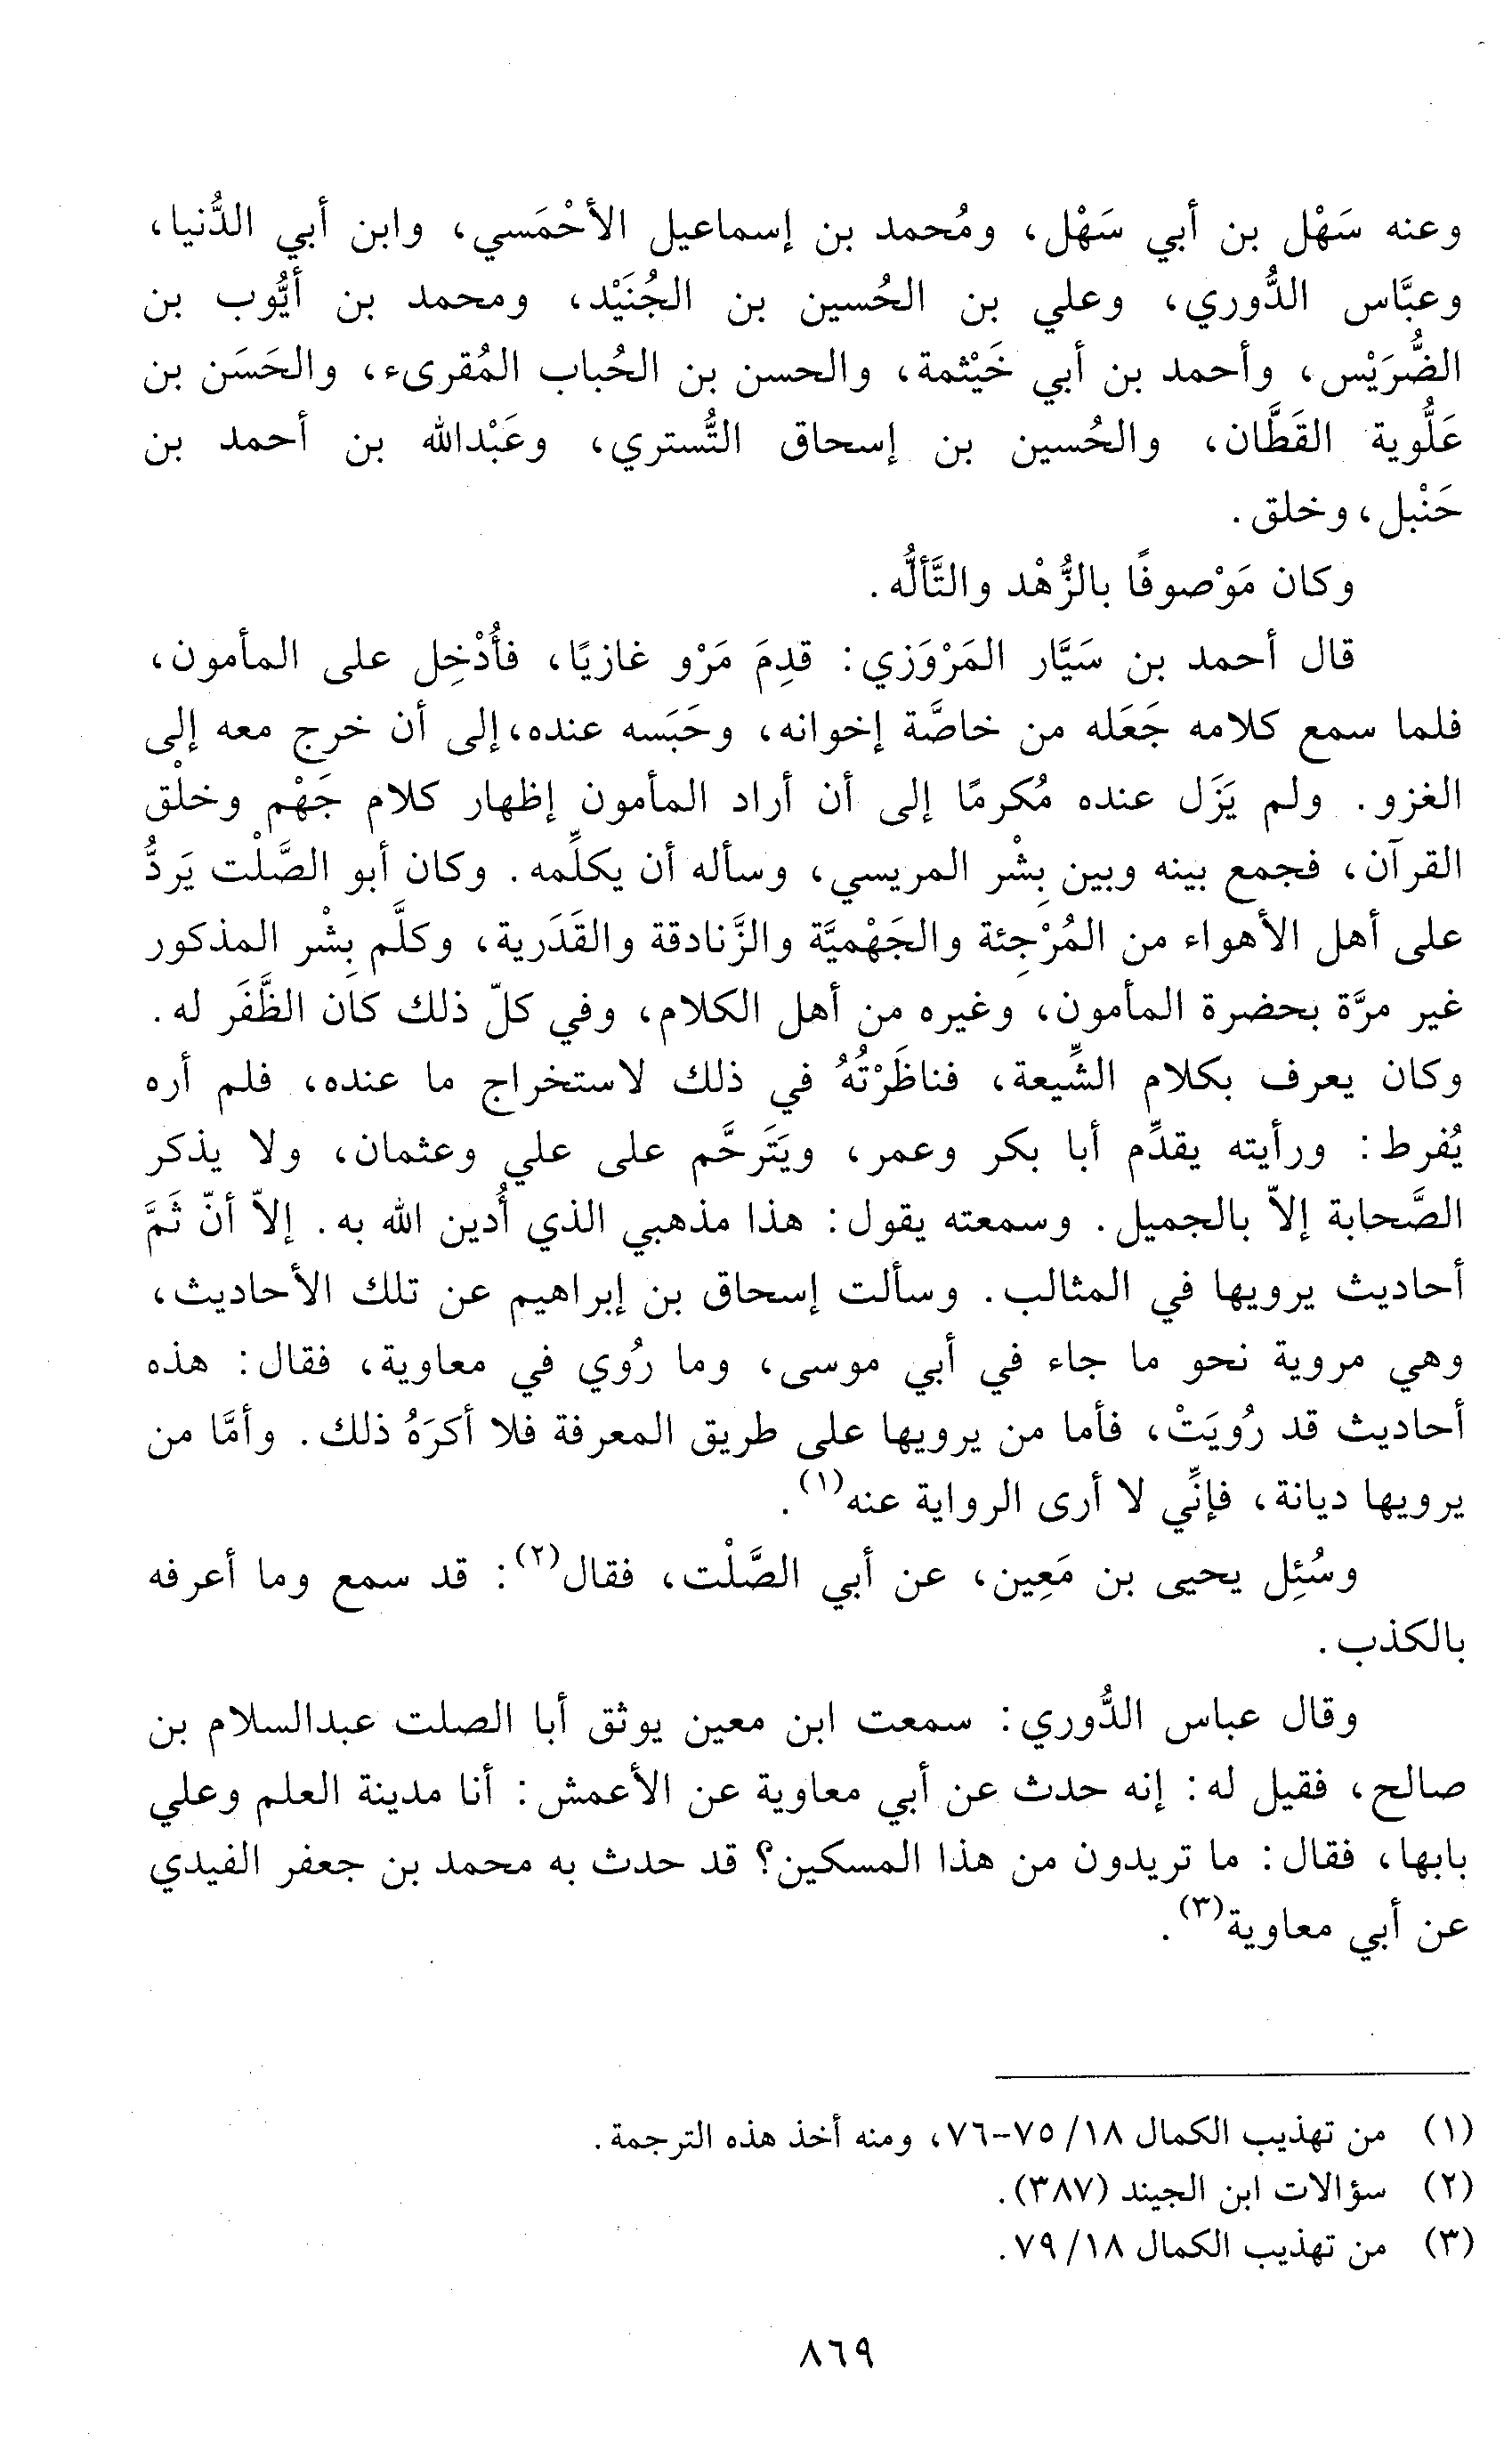 وعنه سَهْل بن أبي سَهْل، ومُحمد بن إسماعيل الأحْمَسي، وابن أبي الدُّنيا،
وعبَّاس الدُّوري، وعلي بن الحُسين بن الجُنَيْد، ومحمد بن أيُّوب بن
الضُّرَيْس، وأحمد بن أبي خَيْثمة، والحسن بن الحُباب المُقرىء، والحَسَن بن
عَلُّوية القَطَّان، والحُسين بن إسحاق التُّستري، وعَبْدالله بن أحمد بن
حَنْبل، وخلق.
وكان مَوْصوفًا بالزُّهْد والتَّألُّه.
قال أحمد بن سَيَّار المَرْوَزي: قدِمَ مَرْو غازيًا، فأُدْخِل على المأمون،
فلما سمع كلامه جَعَله من خاصَّة إخوانه، وحَبَسه عنده، إلى أن خرج معه إلى
الغزو. ولم يَزَل عنده مُكرمًا إلى أن أراد المأمون إظهار كلام جَهْم وخلْق
القرآن، فجمع بينه وبين بِشْر المريسي، وسأله أن يكلِّمه. وكان أبو الصَّلْت يَردُّ
على أهل الأهواء من المُرْجِئة والجَهْميَّة والزَّنادقة والقَدَرية، وكلَّم بِشْر المذكور
غير مرَّة بحضرة المأمون، وغيره من أهل الكلام، وفي كلّ ذلك كان الظَّفَر له.
وكان يعرف بكلام الشِّيعة، فناظَرْتُهُ في ذلك لاستخراج ما عنده، فلم أره
يُفرط: ورأيته يقدِّم أبا بكر وعمر، ويَتَرحَّم على علي وعثمان، ولا يذكر
الصَّحابة إلاّ بالجميل. وسمعته يقول: هذا مذهبي الذي أُدين الله به. إلاّ أنّ ثَمَّ
أحاديث يرويها في المثالب. وسألت إسحاق بن إبراهيم عن تلك الأحاديث،
وهي مروية نحو ما جاء في أبي موسى، وما رُوي في معاوية، فقال: هذه
أحاديث قد رُوِيَتْ، فأما من يرويها على طريق المعرفة فلا أكرَهُ ذلك. وأمَّا من
يرويها ديانة، فإنِّي لا أرى الرواية عنه(١).
وسُئِل يحيى بن مَعِين، عن أبي الصَّلْت، فقال(٢): قد سمع وما أعرفه
بالكذب.
وقال عباس الدُّوري: سمعت ابن معين يوثق أبا الصلت عبدالسلام بن
صالح، فقيل له: إنه حدث عن أبي معاوية عن الأعمش: أنا مدينة العلم وعلي
بابها، فقال: ما تريدون من هذا المسكين؟ قد حدث به محمد بن جعفر الفيدي
عن أبي معاوية(٣).
(١) من تهذيب الكمال ١٨/ ٧٥-٧٦، ومنه أخذ هذه الترجمة.
(٢) سؤالات ابن الجيند (٣٨٧).
(٣) من تهذيب الكمال ١٨/ ٧٩.
٨٦٩